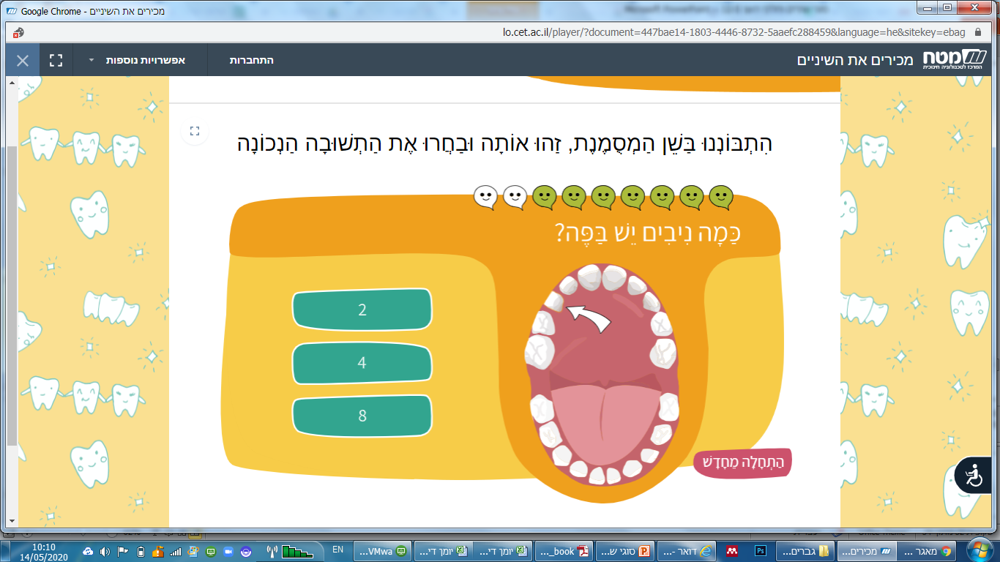 מכירים את השיניים - Google Chrome
lo.cet.ac.il/player/?document=447bae14-1803-4446-8732-5aaefc288459&language=he&sitekey=ebag
מטח
המרכז לטכנולוגיה חינוכית
מכירים את השיניים
התחברות
אפשרויות נוספות
הִתְבּוֹנְנוּ בַּשֵּׁן הַמְּסֻמֶּנֶת, זַהוּ אוֹתָהּ וּבַחֲרוּ אֶת הַתְּשׁוּבָה הַנְּכוֹנָה
כַּמָּה נִיבִים יֵשׁ בַּפֶּה?
2
4
8
הַתְחָלָה מֵחָדָשׁ
מאגר ...
גברים...
מכירים...
דואר -...
סוגי ש...
book_...
יומן די...
יומן די...
VMwa...
EN
10:10
14/05/2020